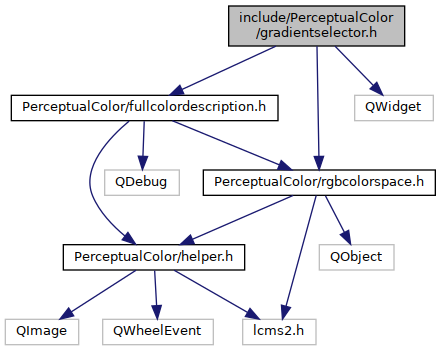 include/PerceptualColor
/gradientselector.h
PerceptualColor/fullcolordescription.h
QWidget
QDebug
PerceptualColor/rgbcolorspace.h
PerceptualColor/helper.h
QObject
QImage
QWheelEvent
lcms2.h